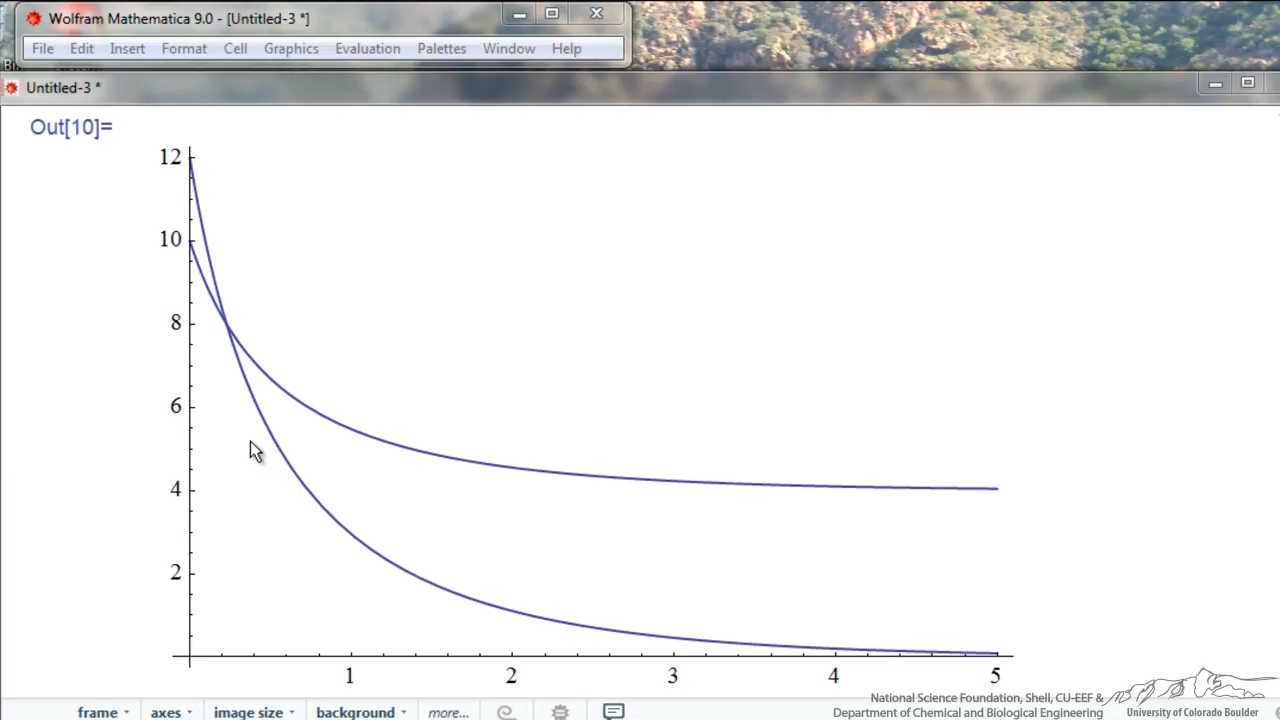 Wolfram Mathematica 9.0 - [Untitled-3 *]
File Edit Insert Format Cell Graphics Evaluation Palettes Window Help
Untitled-3 *
Out[10]=
12
10
8
6
4
2
1 2 3 4 5
National Science Foundation, Shell, CU-EEF &
Department of Chemical and Biological Engineering
University of Colorado Boulder
frame axes image size background more...